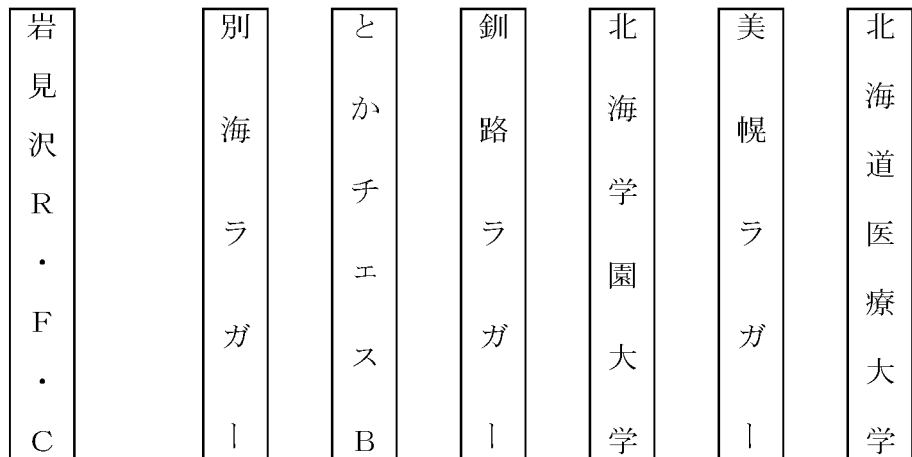 岩見沢R・F・C
別海ラガー
とかチェスB
釧路ラガー
北海学園大学
美幌ラガー
北海道医療大学